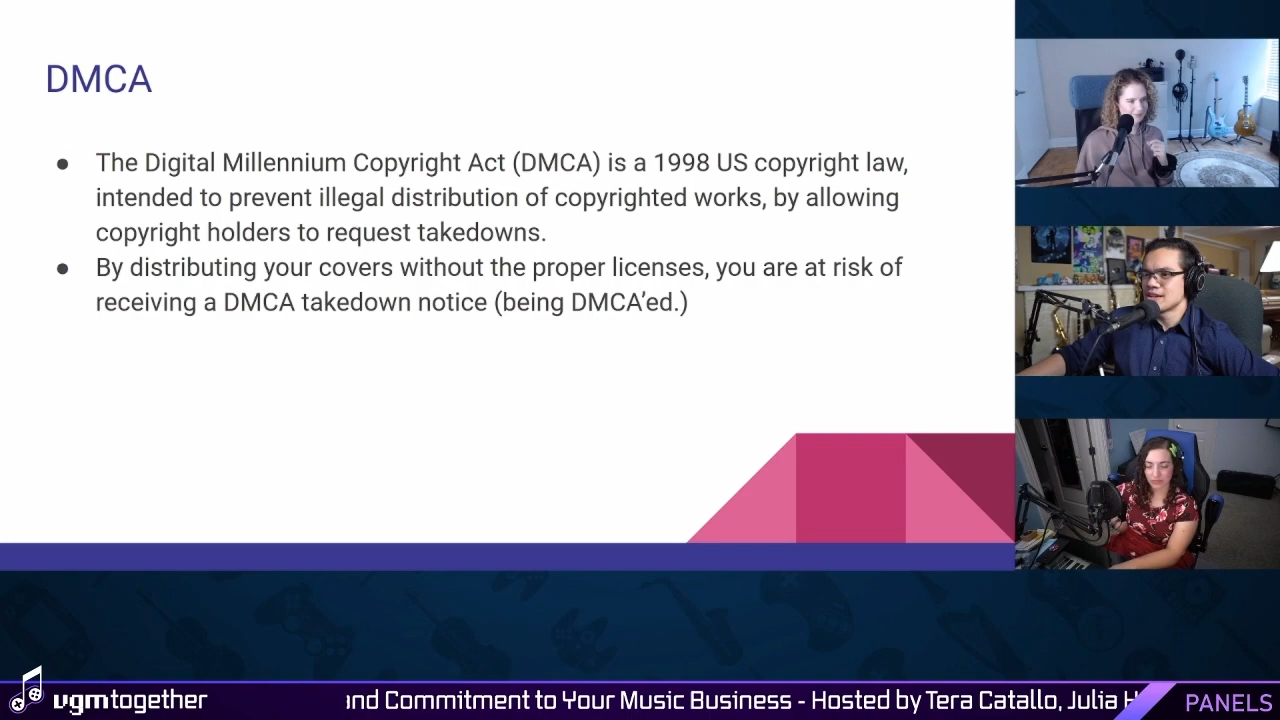 DMCA
● The Digital Millennium Copyright Act (DMCA) is a 1998 US copyright law,
intended to prevent illegal distribution of copyrighted works, by allowing
copyright holders to request takedowns.
● By distributing your covers without the proper licenses, you are at risk of
receiving a DMCA takedown notice (being DMCA’ed.)
vgmtogether
and Commitment to Your Music Business - Hosted by Tera Catallo, Julia H
PANELS